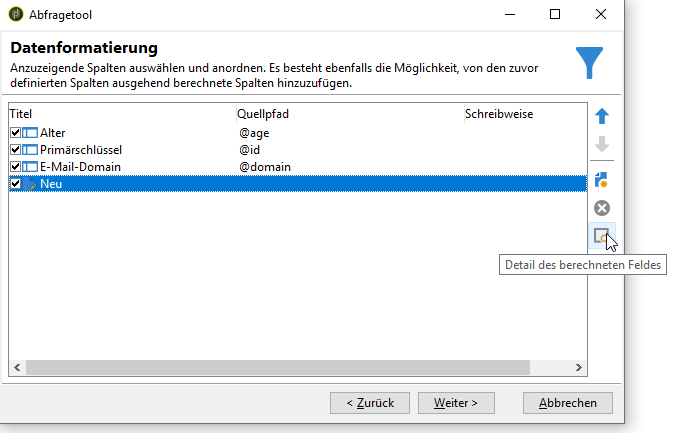 Abfragetool
Datenformatierung
Anzuzeigende Spalten auswählen und anordnen. Es besteht ebenfalls die Möglichkeit, von den zuvor
definierten Spalten ausgehend berechnete Spalten hinzuzufügen.
Titel Quellpfad Schreibweise
Alter @age
Primärschlüssel @id
E-Mail-Domain @domain
Neu
Detail des berechneten Feldes
< Zurück Weiter > Abbrechen